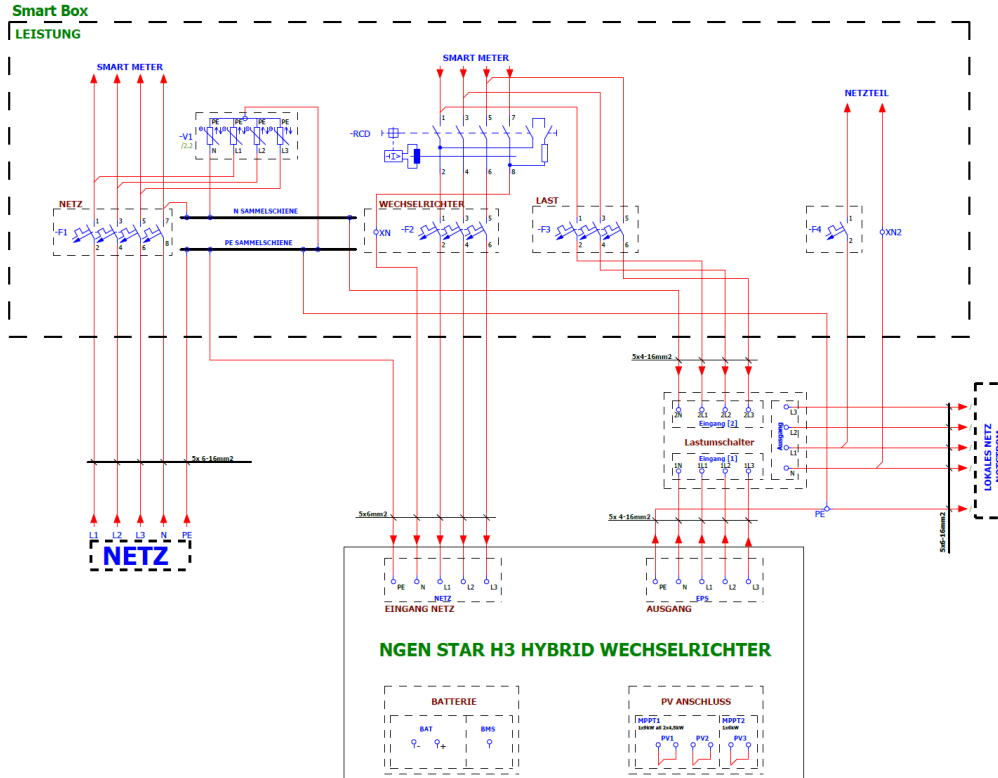 Smart Box
LEISTUNG
SMART METER
SMART METER
NETZTEIL
-V1
/2.2
PE PE PE PE
N L1 L2 L3
-RCD
1 3 5 7
2 4 6 8
NETZ
-F1
1 3 5 7
2 4 6 8
N SAMMELSCHIENE
PE SAMMELSCHIENE
WECHSELRICHTER
XN
-F2
1 3 5
2 4 6
LAST
-F3
1 3 5
2 4 6
-F4
1
2
XN2
5x4-16mm2
2N 2L1 2L2 2L3
Eingang [2]
Lastumschalter
Eingang [1]
1N 1L1 1L2 1L3
Ausgang
L3
L2
L1
N
LOKALES NETZ
NOTSTROM
5x6-16mm2
PE
5x 6-16mm2
5x6mm2
5x 4-16mm2
L1 L2 L3 N PE
NETZ
PE N L1 L2 L3
NETZ
EINGANG NETZ
PE N L1 L2 L3
EPS
AUSGANG
NGEN STAR H3 HYBRID WECHSELRICHTER
BATTERIE
BAT
BMS
- +
PV ANSCHLUSS
MPPT1
1x9kW ali 2x4,5kW
PV1 PV2
MPPT2
1x6kW
PV3